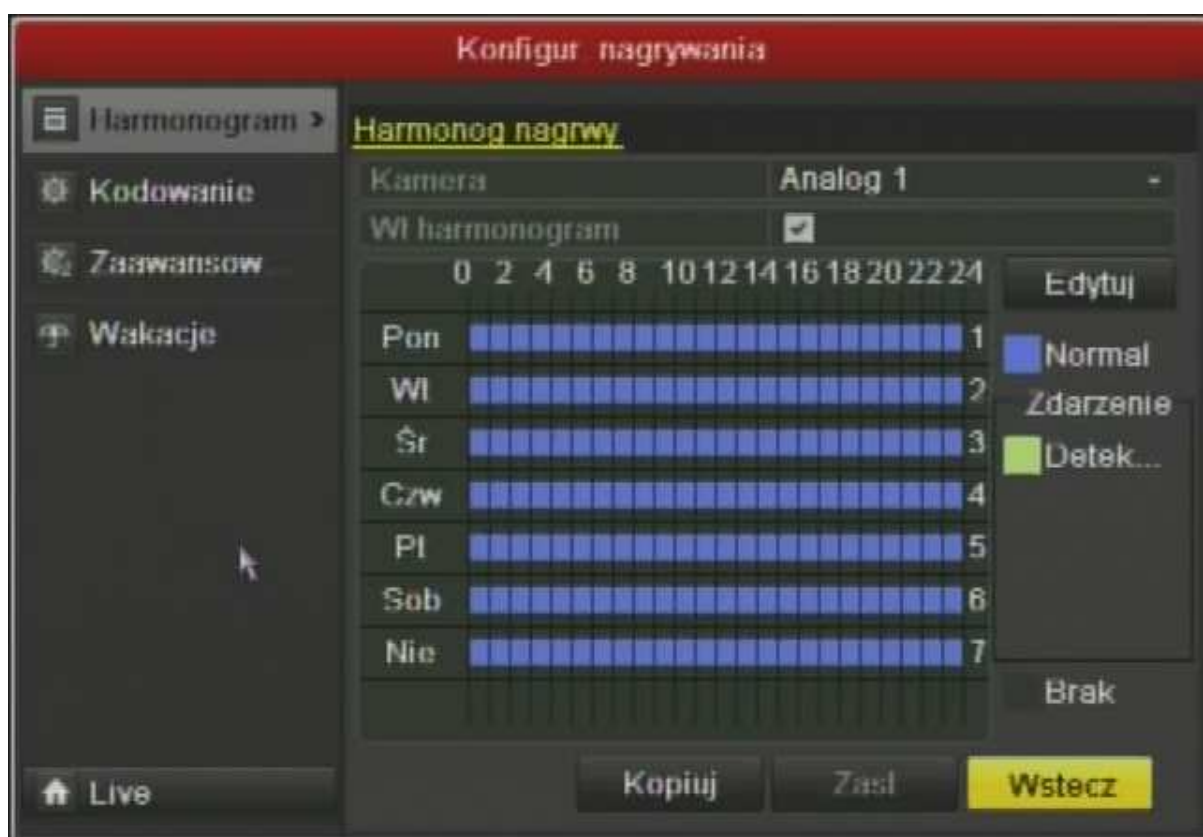 Konfigur nagrywania
Harmonogram >
Kodowanie
Zaawansow
Wakacje
Live
Harmonog nagrwy
Kamera Analog 1
Wł harmonogram
0 2 4 6 8 10 12 14 16 18 20 22 24
Pon 1
Wt 2
Śr 3
Czw 4
Pt 5
Sob 6
Nie 7
Edytuj
Normal
Zdarzenie
Detek...
Brak
Kopiuj Zast Wstecz